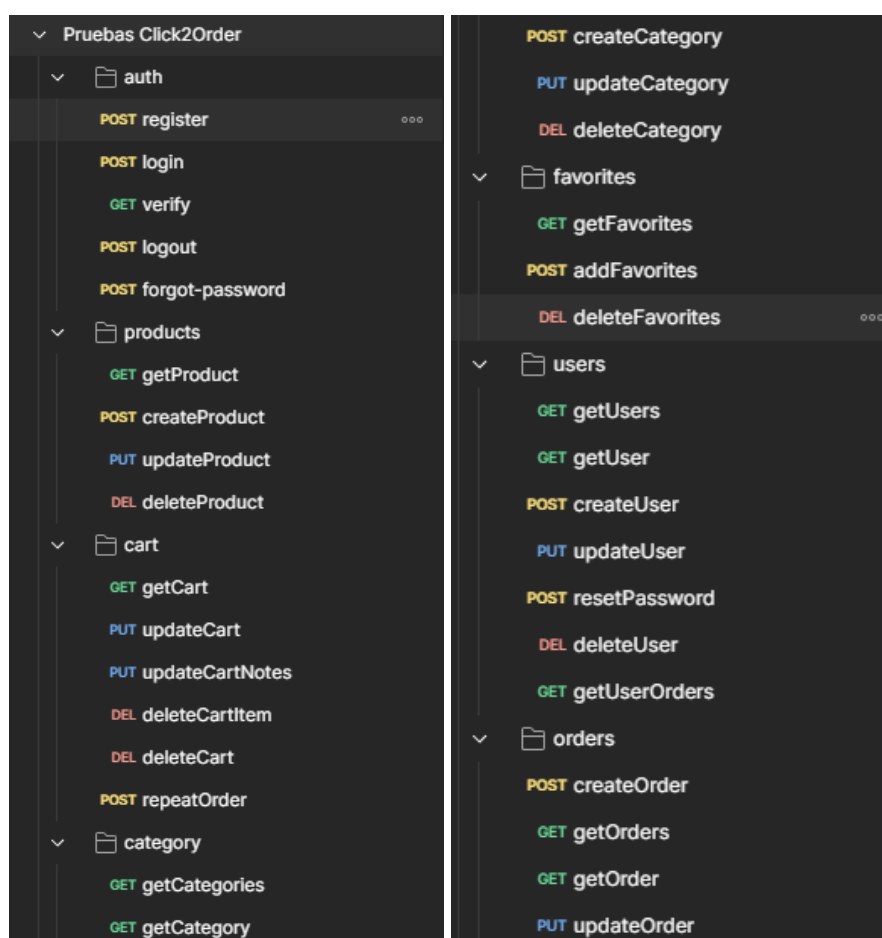 Pruebas Click2Order
auth
POST register
POST login
GET verify
POST logout
POST forgot-password
products
GET getProduct
POST createProduct
PUT updateProduct
DEL deleteProduct
cart
GET getCart
PUT updateCart
PUT updateCartNotes
DEL deleteCartItem
DEL deleteCart
POST repeatOrder
category
GET getCategories
GET getCategory
POST createCategory
PUT updateCategory
DEL deleteCategory
favorites
GET getFavorites
POST addFavorites
DEL deleteFavorites
users
GET getUsers
GET getUser
POST createUser
PUT updateUser
POST resetPassword
DEL deleteUser
GET getUserOrders
orders
POST createOrder
GET getOrders
GET getOrder
PUT updateOrder